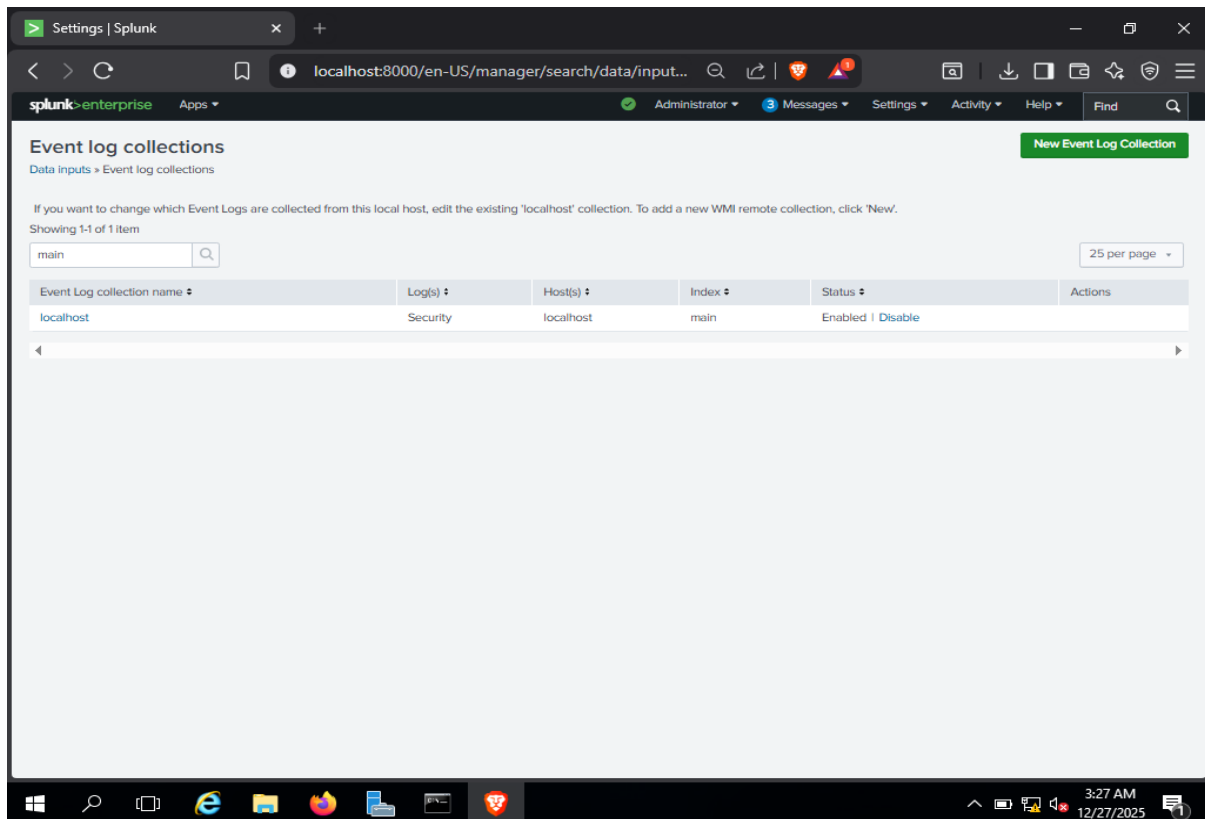 Settings | Splunk
localhost:8000/en-US/manager/search/data/input...
1
splunk>enterprise Apps Administrator 3 Messages Settings Activity Help Find
Event log collections
New Event Log Collection
Data inputs » Event log collections
If you want to change which Event Logs are collected from this local host, edit the existing 'localhost' collection. To add a new WMI remote collection, click 'New'.
Showing 1-1 of 1 item
main
25 per page
Event Log collection name Log(s) Host(s) Index Status Actions
localhost Security localhost main Enabled | Disable
3:27 AM
12/27/2025
1